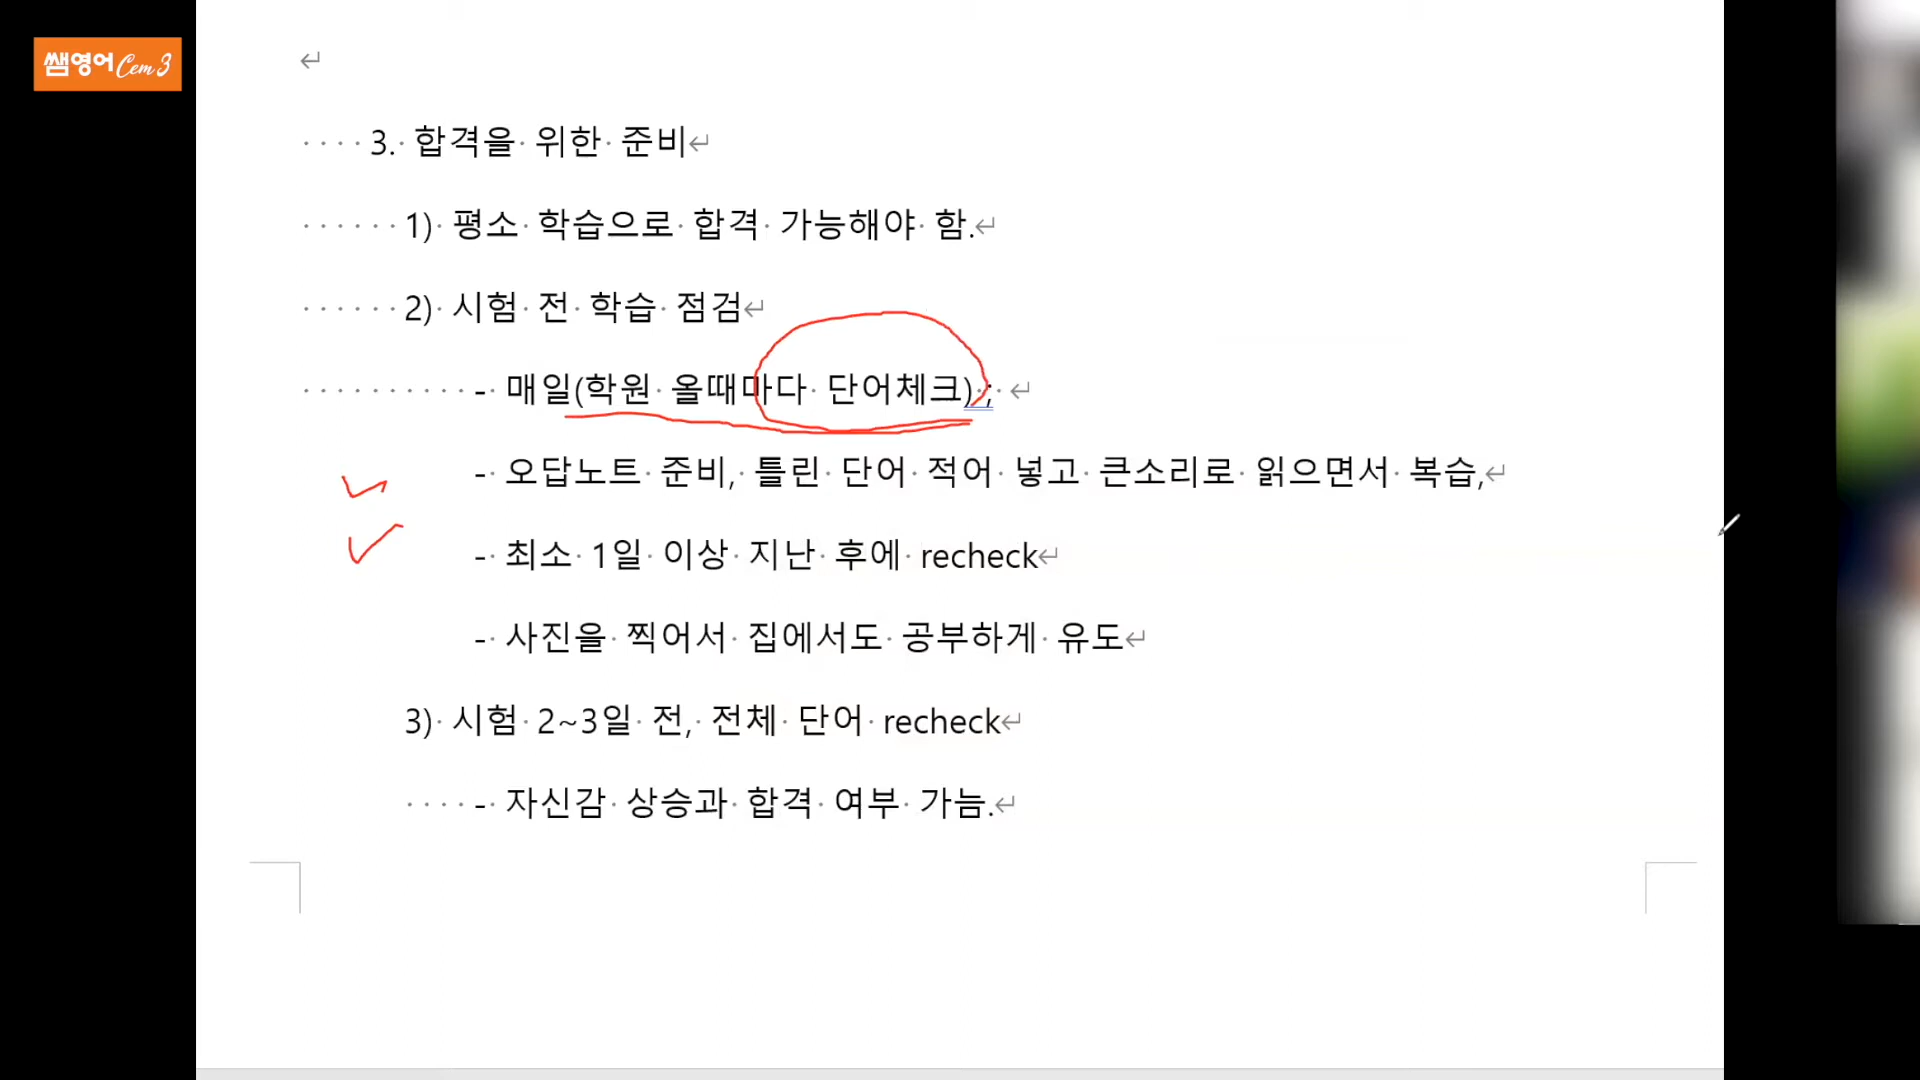 쌤영어 Cem 3
3. 합격을 위한 준비
1) 평소 학습으로 합격 가능해야 함.
2) 시험 전 학습 점검
- 매일(학원 올때마다 단어체크) ;
- 오답노트 준비, 틀린 단어 적어 넣고 큰소리로 읽으면서 복습,
- 최소 1일 이상 지난 후에 recheck
- 사진을 찍어서 집에서도 공부하게 유도
3) 시험 2~3일 전, 전체 단어 recheck
- 자신감 상승과 합격 여부 가늠.